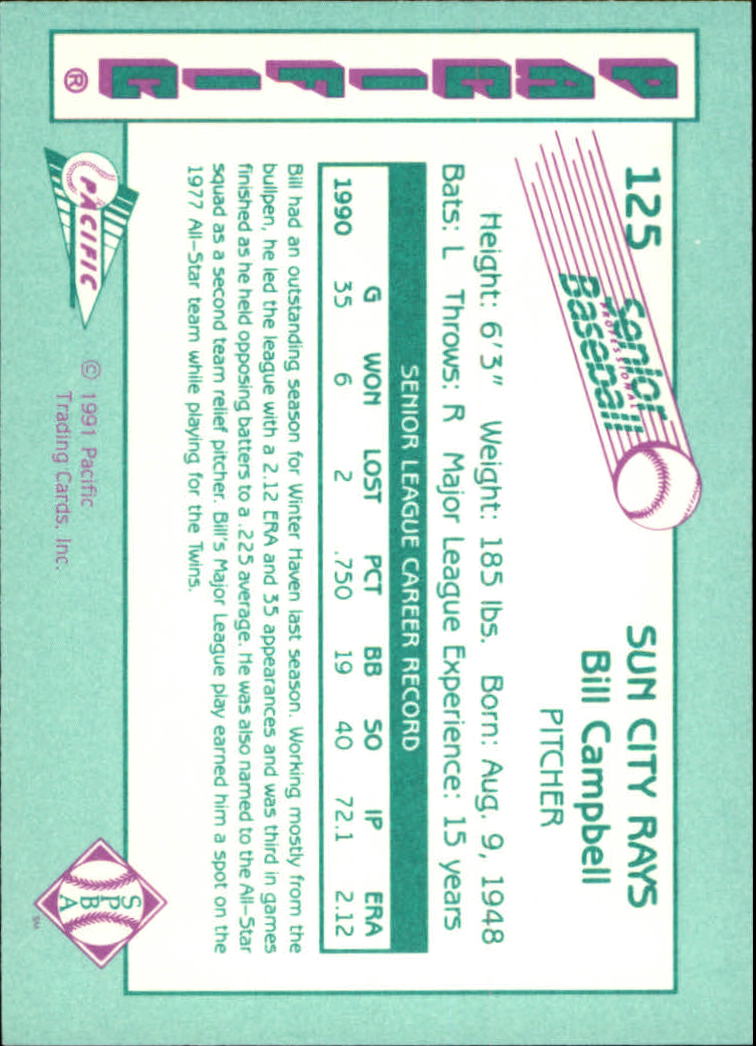 PACIFIC®
125
Senior
PROFESSIONAL
Baseball
SUN CITY RAYS
Bill Campbell
PITCHER
Height: 6'3" Weight: 185 lbs. Born: Aug. 9, 1948
Bats: L Throws: R Major League Experience: 15 years
SENIOR LEAGUE CAREER RECORD
G WON LOST PCT BB SO IP ERA
1990 35 6 2 .750 19 40 72.1 2.12
Bill had an outstanding season for Winter Haven last season. Working mostly from the
bullpen, he led the league with a 2.12 ERA and 35 appearances and was third in games
finished as he held opposing batters to a .225 average. He was also named to the All-Star
squad as a second team relief pitcher. Bill's Major League play earned him a spot on the
1977 All-Star team while playing for the Twins.
PACIFIC
© 1991 Pacific
Trading Cards, Inc.
S
P
B
A
SM